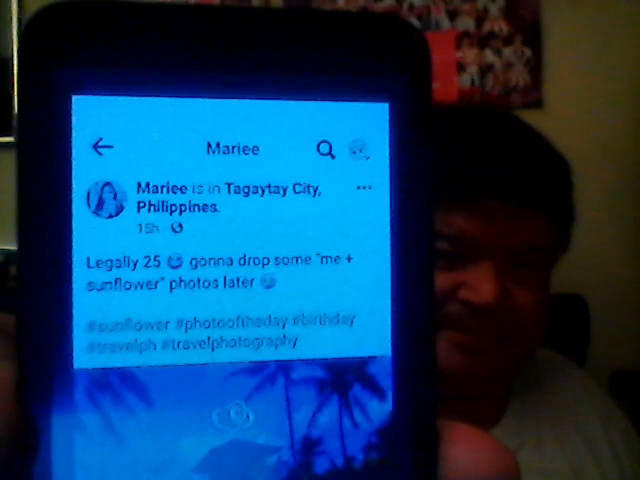 Mariee
Mariee is in Tagaytay City,
Philippines.
15h
Legally 25 😅 gonna drop some "me +
sunflower" photos later
#sunflower #photooftheday #birthday
#travelph #travelphotography